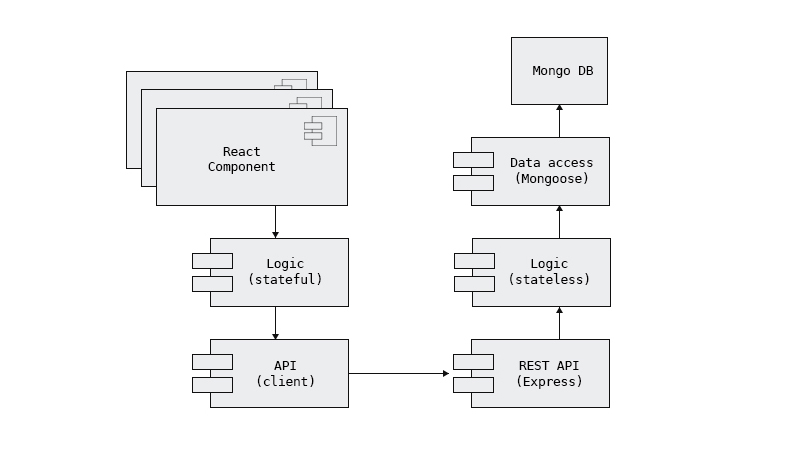 React
Component
Logic
(stateful)
API
(client)
Mongo DB
Data access
(Mongoose)
Logic
(stateless)
REST API
(Express)